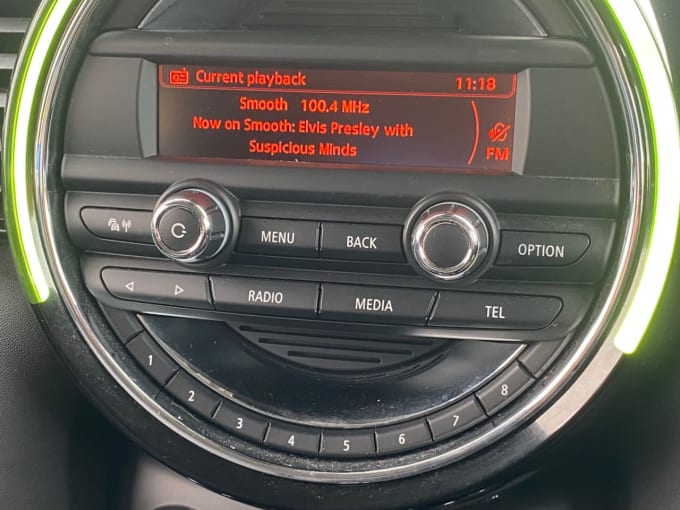 Current playback 11:18
Smooth 100.4 MHz
Now on Smooth: Elvis Presley with
Suspicious Minds
FM
MENU BACK OPTION
RADIO MEDIA TEL
1 2 3 4 5 6 7 8